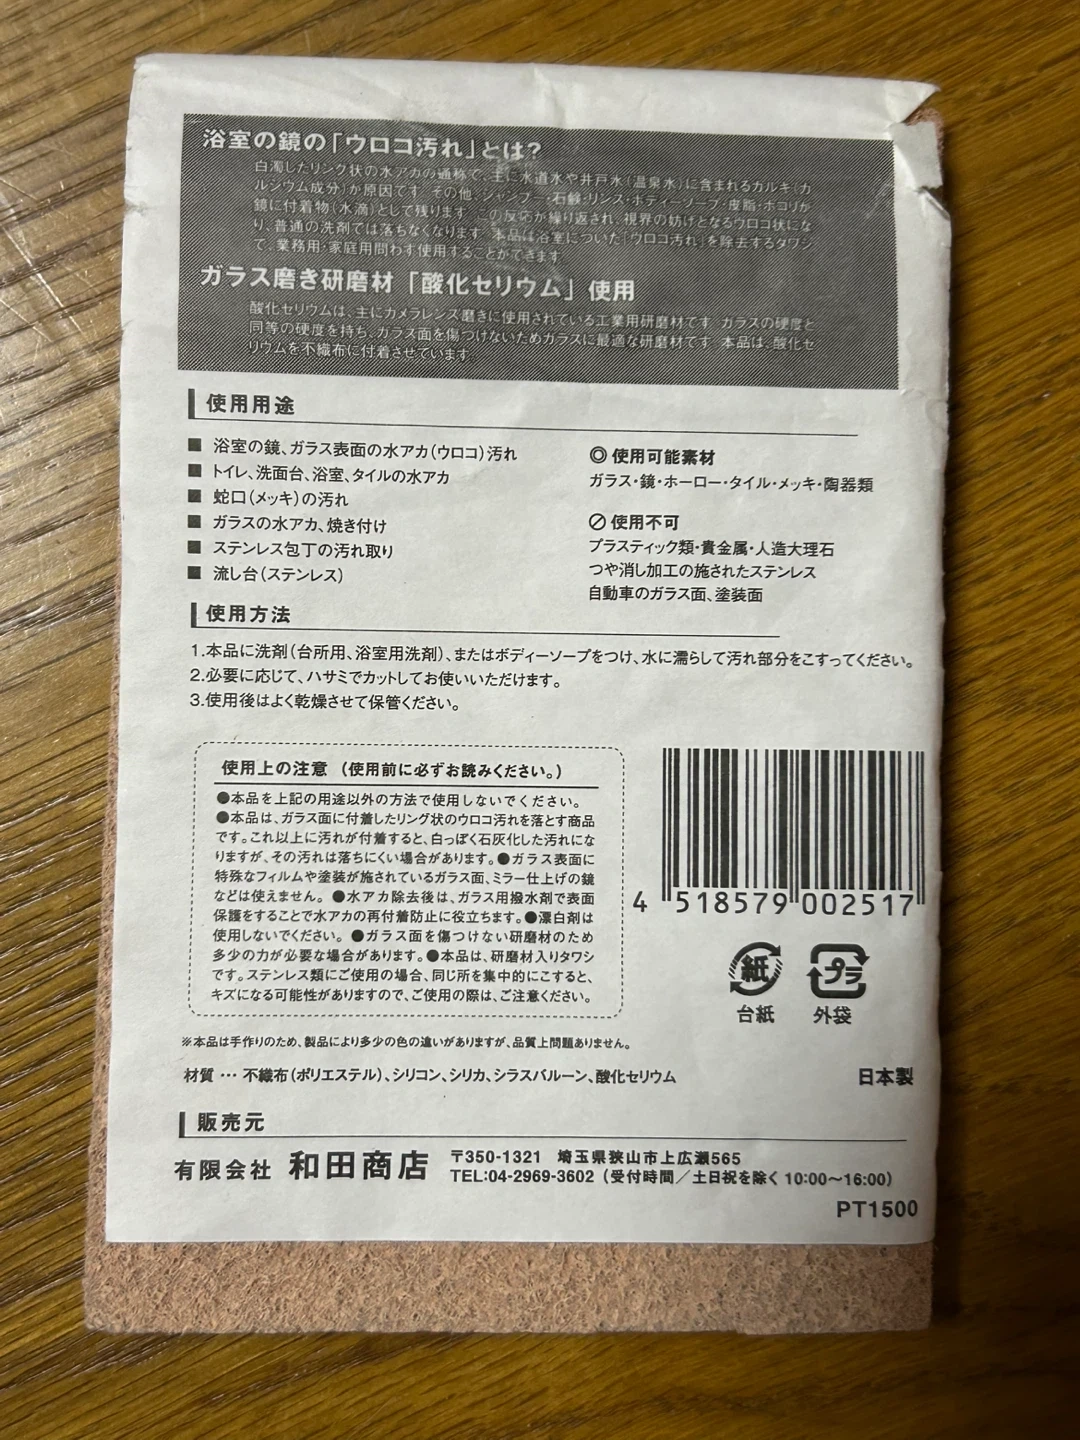 浴室の鏡の「ウロコ汚れ」とは?
白濁したリング状の水アカの通称で、主に水道水や井戸水(温泉水)に含まれるカルキ(カ
ルシウム成分)が原因です。その他、シャンプー・石鹸・リンス・ボディーソープ・皮脂・ホコリが
鏡に付着物(水滴)として残ります。この反応が繰り返され、視界の妨げとなるウロコ状にな
り、普通の洗剤では落ちなくなります。本品は浴室についた「ウロコ汚れ」を除去するタワシ
で、業務用・家庭用問わず使用することができます。
ガラス磨き研磨材「酸化セリウム」使用
酸化セリウムは、主にカメラレンズ磨きに使用されている工業用研磨材です。ガラスの硬度と
同等の硬度を持ち、ガラス面を傷つけないためガラスに最適な研磨材です。本品は、酸化セ
リウムを不織布に付着させています。
使用用途
■ 浴室の鏡、ガラス表面の水アカ(ウロコ)汚れ
■ トイレ、洗面台、浴室、タイルの水アカ
■ 蛇口(メッキ)の汚れ
■ ガラスの水アカ、焼き付け
■ ステンレス包丁の汚れ取り
■ 流し台(ステンレス)
◎ 使用可能素材
ガラス・鏡・ホーロー・タイル・メッキ・陶器類
⊘ 使用不可
プラスティック類・貴金属・人造大理石
つや消し加工の施されたステンレス
自動車のガラス面、塗装面
使用方法
1.本品に洗剤(台所用、浴室用洗剤)、またはボディーソープをつけ、水に濡らして汚れ部分をこすってください。
2.必要に応じて、ハサミでカットしてお使いいただけます。
3.使用後はよく乾燥させて保管ください。
使用上の注意 (使用前に必ずお読みください。)
●本品を上記の用途以外の方法で使用しないでください。
●本品は、ガラス面に付着したリング状のウロコ汚れを落とす商品
です。これ以上に汚れが付着すると、白っぽく石灰化した汚れにな
りますが、その汚れは落ちにくい場合があります。●ガラス表面に
特殊なフィルムや塗装が施されているガラス面、ミラー仕上げの鏡
などは使えません。●水アカ除去後は、ガラス用撥水剤で表面
保護をすることで水アカの再付着防止に役立ちます。●漂白剤は
使用しないでください。●ガラス面を傷つけない研磨材のため
多少の力が必要な場合があります。●本品は、研磨材入りタワシ
です。ステンレス類にご使用の場合、同じ所を集中的にこすると、
キズになる可能性がありますので、ご使用の際は、ご注意ください。
4 518579 002517
紙
台紙
プラ
外袋
※本品は手作りのため、製品により多少の色の違いがありますが、品質上問題ありません。
材質 … 不織布(ポリエステル)、シリコン、シリカ、シラスバルーン、酸化セリウム
日本製
販売元
有限会社 和田商店
〒350-1321 埼玉県狭山市上広瀬565
TEL:04-2969-3602(受付時間/土日祝を除く 10:00〜16:00)
PT1500